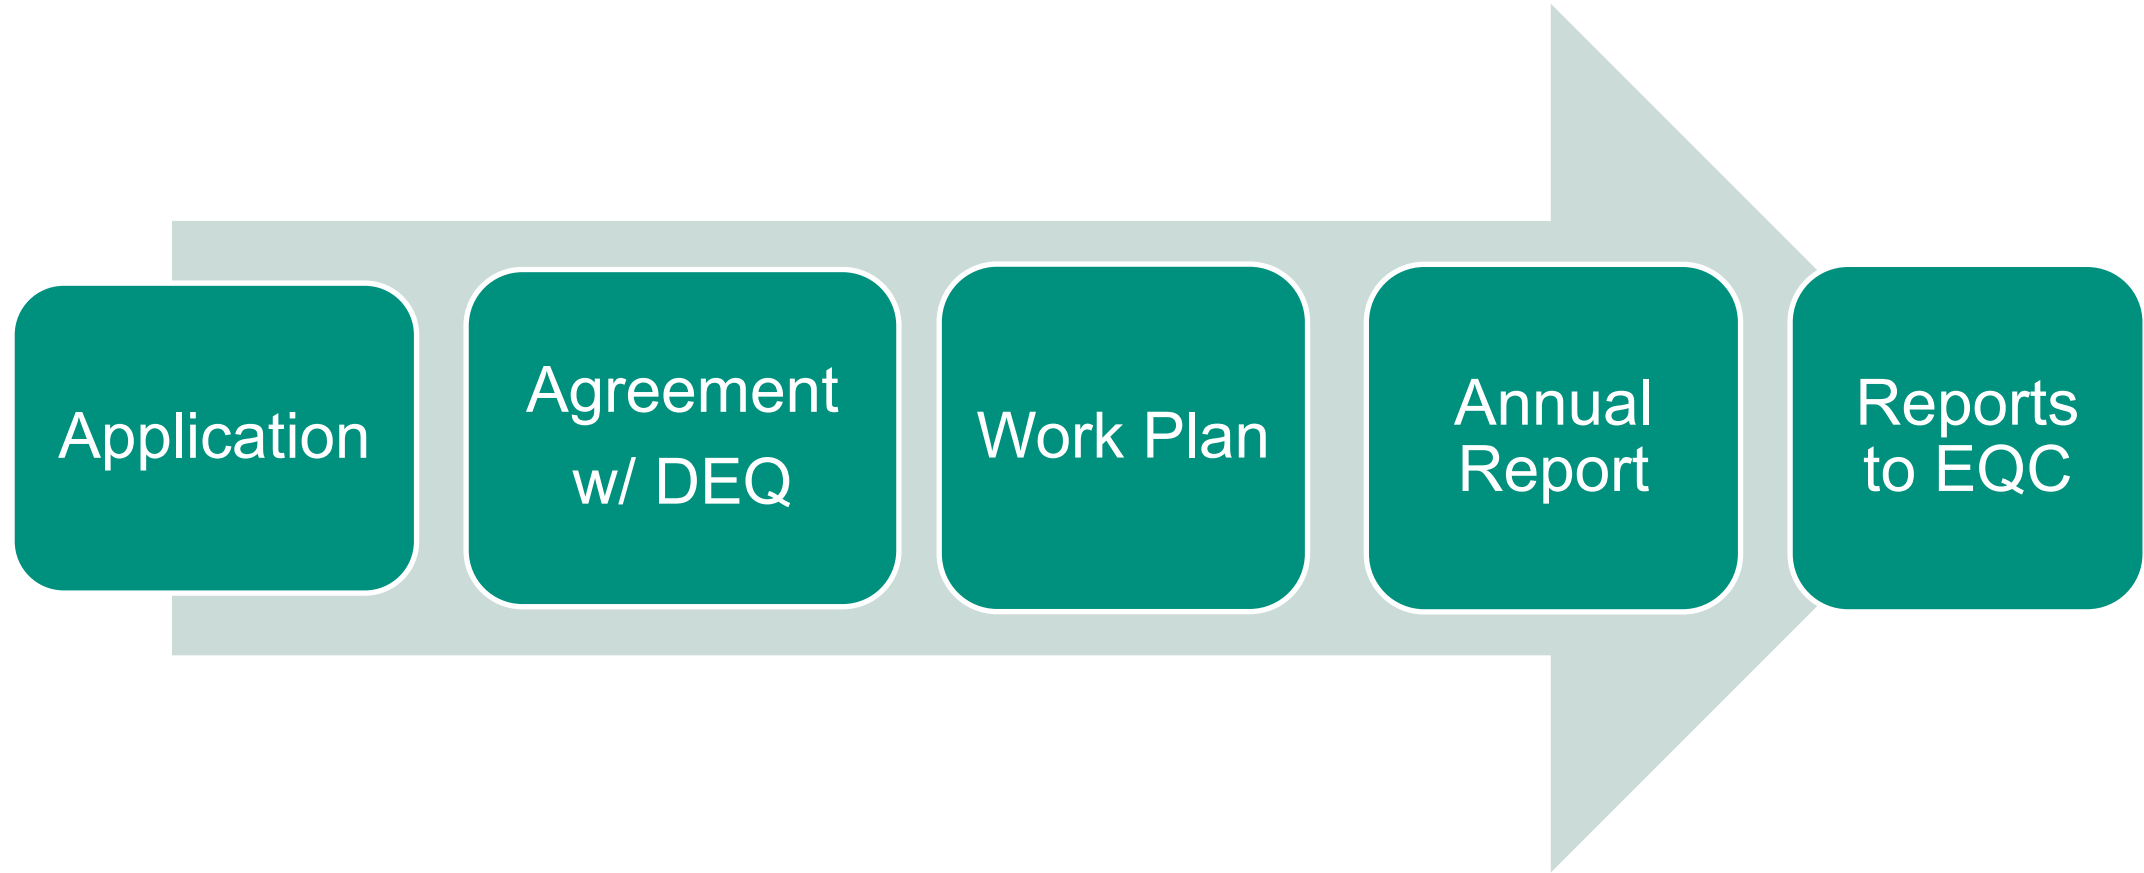 Application
Agreement
w/ DEQ
Work Plan
Annual
Report
Reports
to EQC